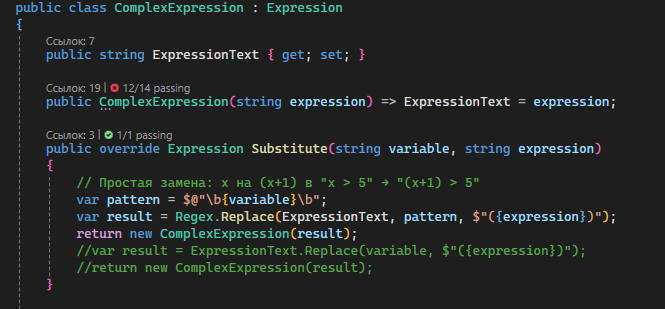 public class ComplexExpression : Expression
{
Ссылок: 7
public string ExpressionText { get; set; }
Ссылок: 19 | 12/14 passing
public ComplexExpression(string expression) => ExpressionText = expression;
Ссылок: 3 | 1/1 passing
public override Expression Substitute(string variable, string expression)
{
// Простая замена: x на (x+1) в "x > 5" → "(x+1) > 5"
var pattern = $@"\b{variable}\b";
var result = Regex.Replace(ExpressionText, pattern, $"({expression})");
return new ComplexExpression(result);
//var result = ExpressionText.Replace(variable, $"({expression})");
//return new ComplexExpression(result);
}